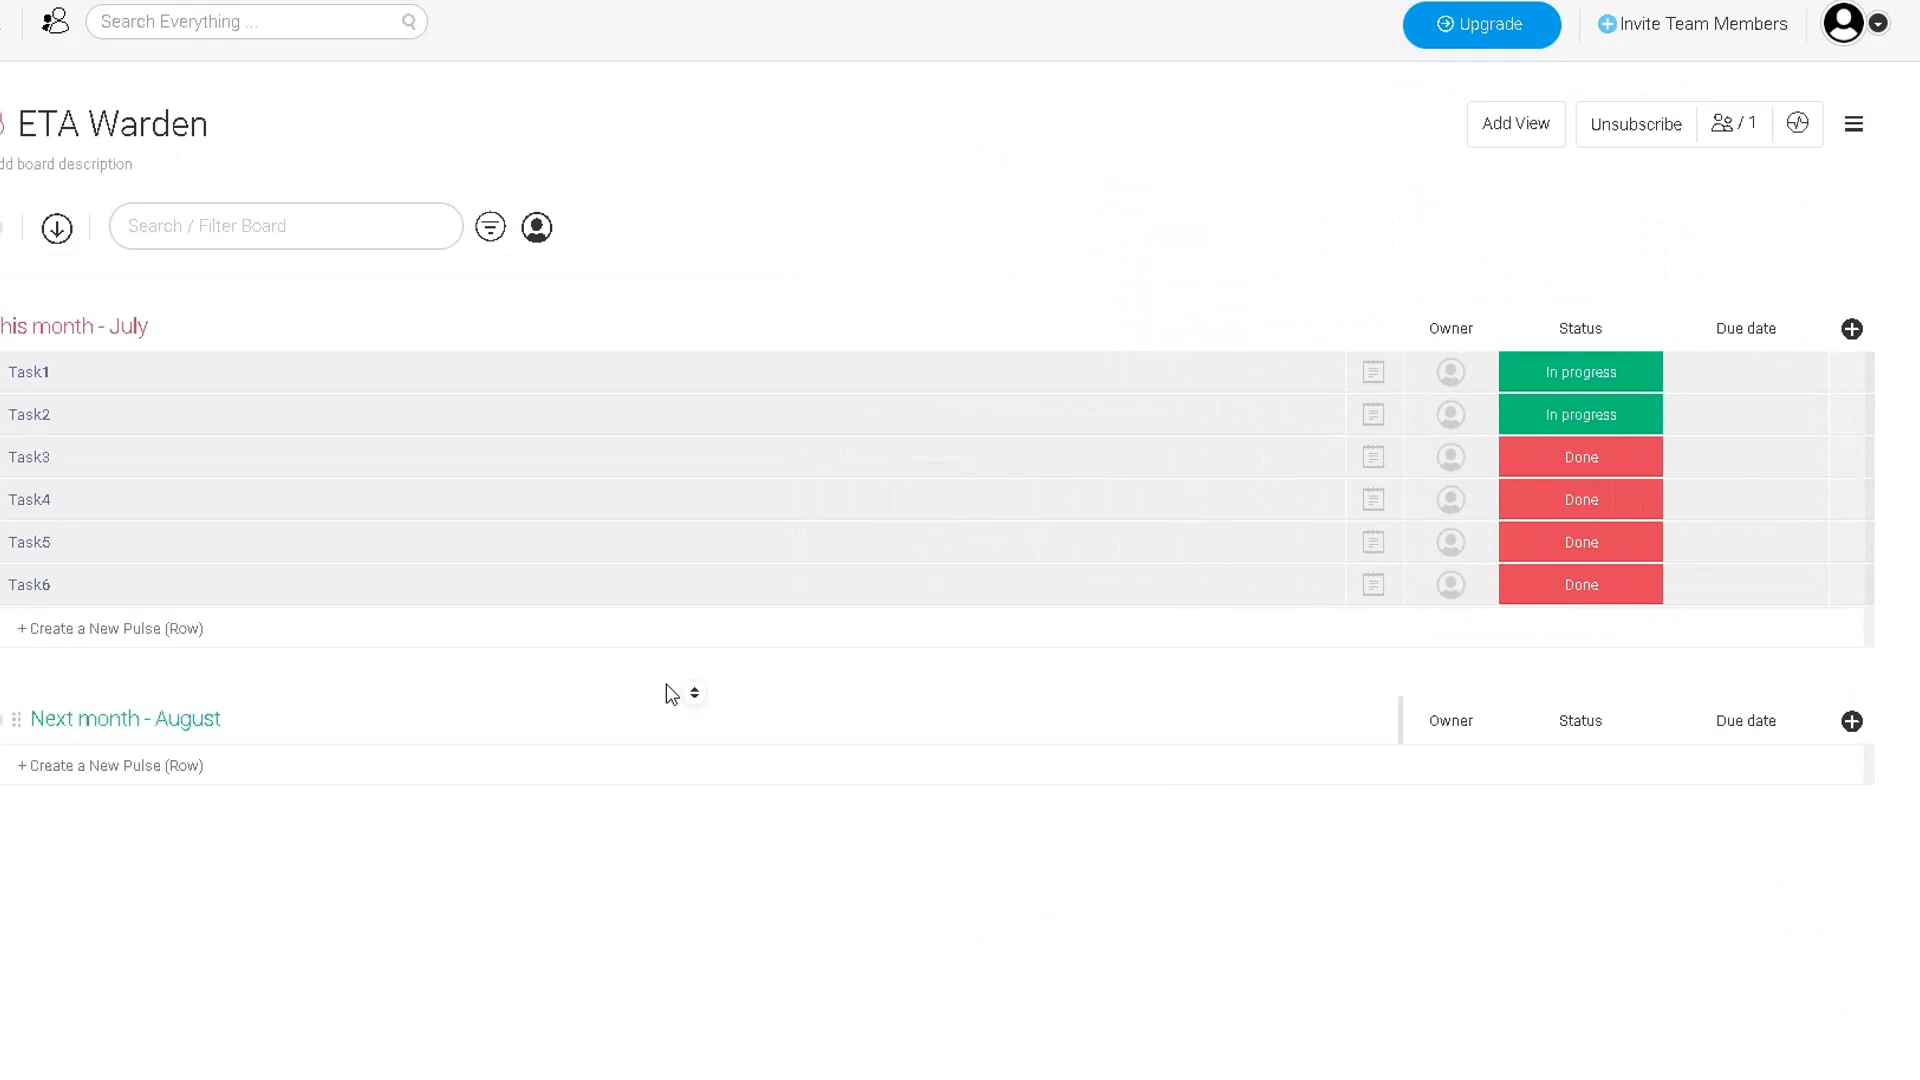 Search Everything ...
Upgrade
Invite Team Members
ETA Warden
Add View
Unsubscribe
/ 1
dd board description
Search / Filter Board
his month - July
Owner Status Due date
Task1 In progress
Task2 In progress
Task3 Done
Task4 Done
Task5 Done
Task6 Done
+ Create a New Pulse (Row)
Next month - August
Owner Status Due date
+ Create a New Pulse (Row)